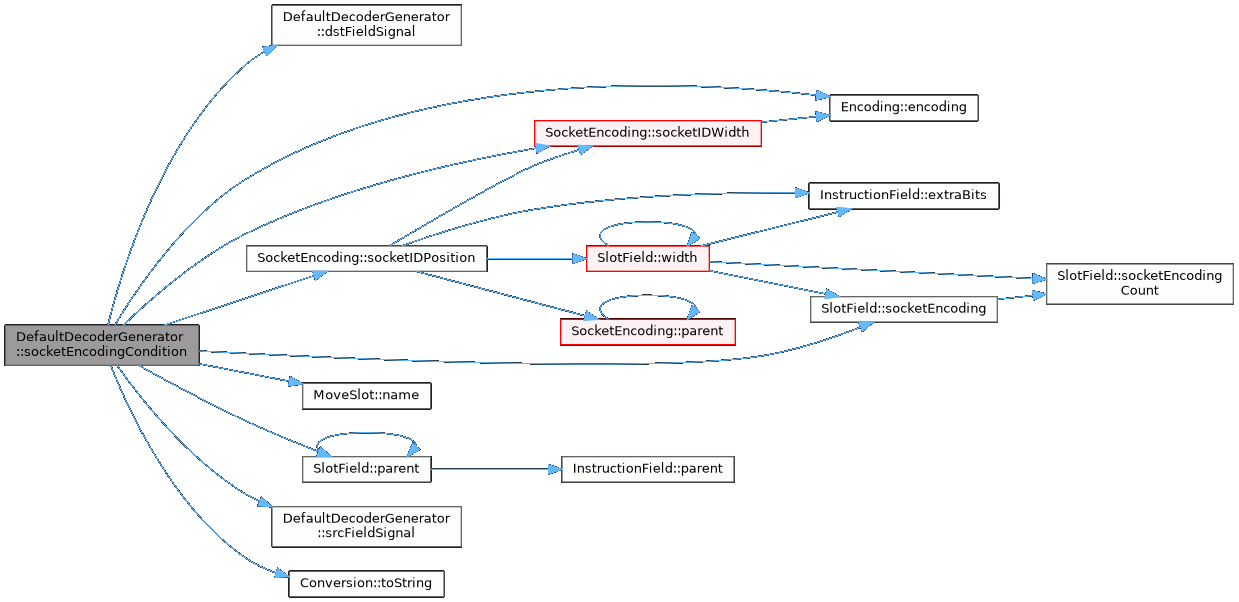 DefaultDecoderGenerator
::dstFieldSignal
Encoding::encoding
SocketEncoding::socketIDWidth
InstructionField::extraBits
SocketEncoding::socketIDPosition
SlotField::width
SlotField::socketEncoding
Count
SlotField::socketEncoding
SocketEncoding::parent
DefaultDecoderGenerator
::socketEncodingCondition
MoveSlot::name
SlotField::parent
InstructionField::parent
DefaultDecoderGenerator
::srcFieldSignal
Conversion::toString